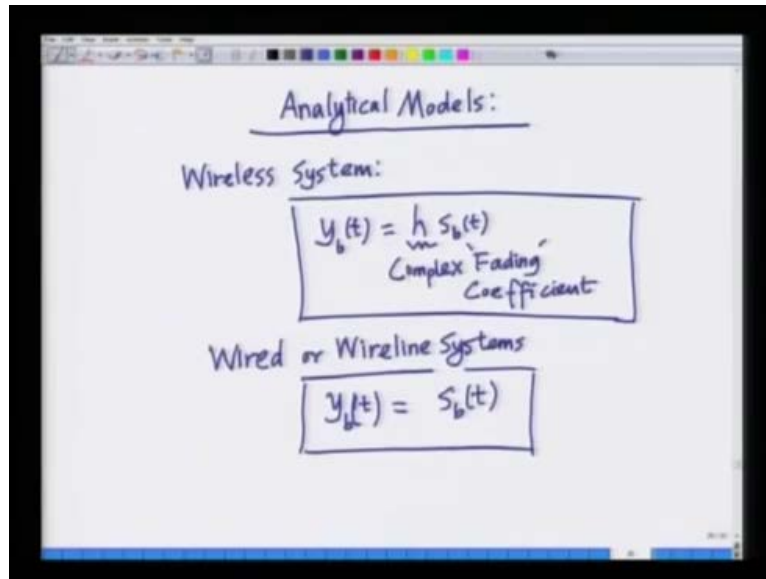 Analytical Models:
Wireless System:
y_b(t) = h s_b(t)
Complex 'Fading'
Coefficient
Wired or Wireline Systems
y_b(t) = s_b(t)